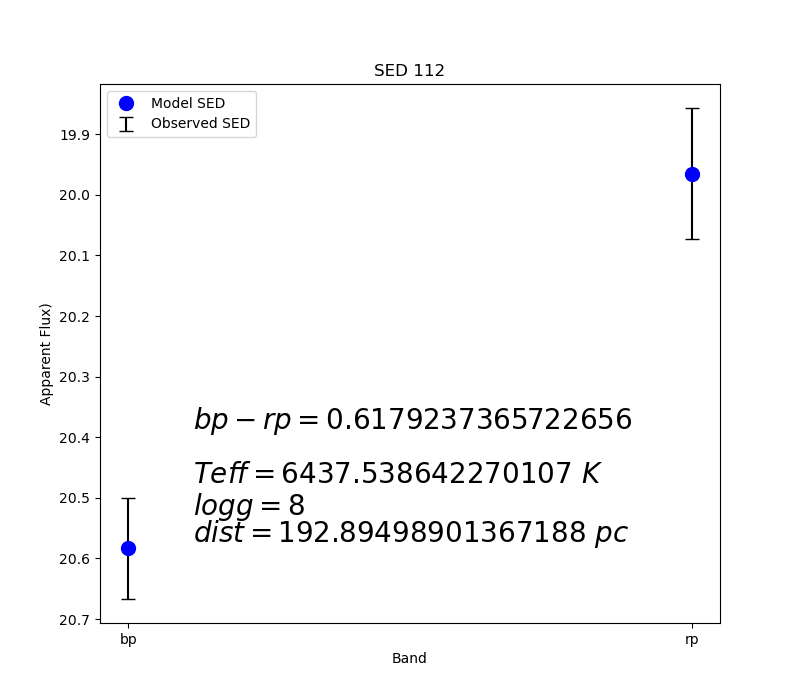 SED 112
Model SED
Observed SED
19.9
20.0
20.1
20.2
20.3
20.4
20.5
20.6
20.7
Apparent Flux)
bp − rp = 0.6179237365722656
Teff = 6437.538642270107 K
logg = 8
dist = 192.89498901367188 pc
bp rp
Band